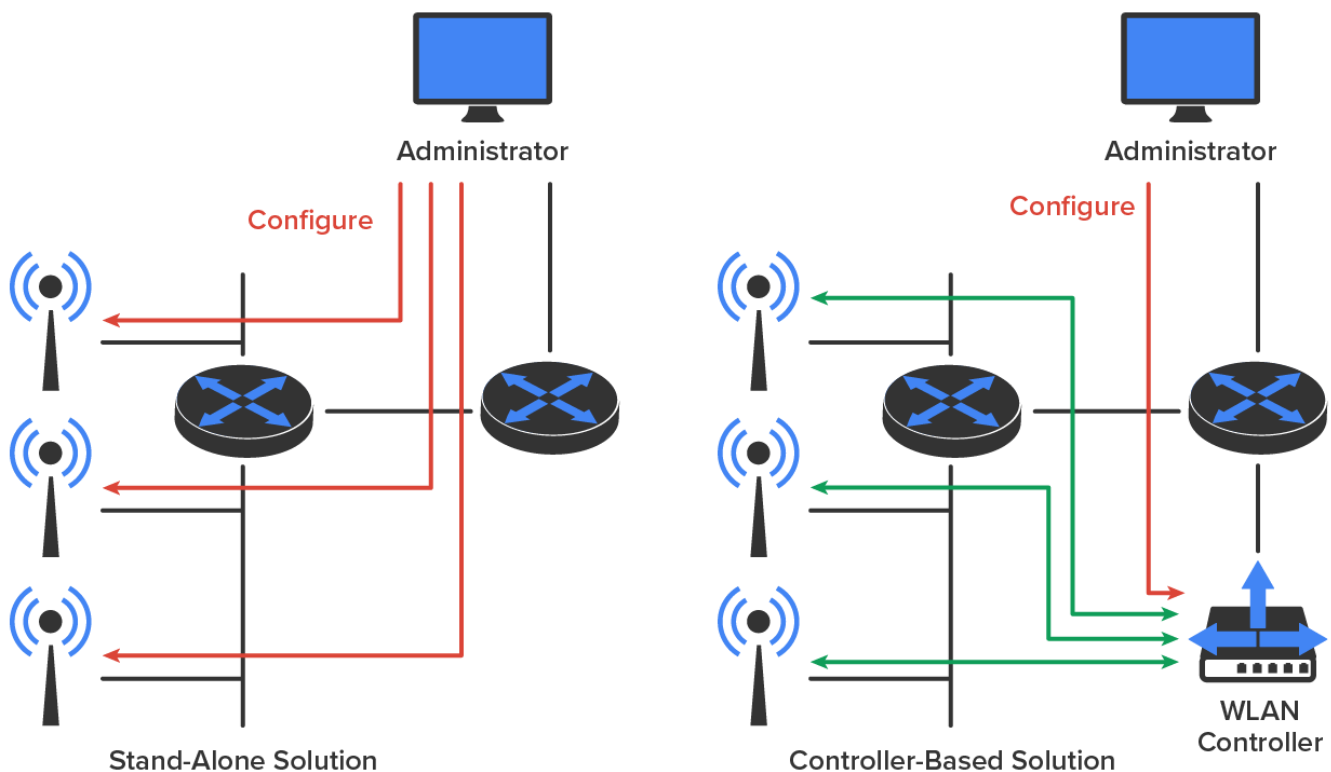 Administrator
Configure
Stand-Alone Solution
Administrator
Configure
WLAN
Controller
Controller-Based Solution